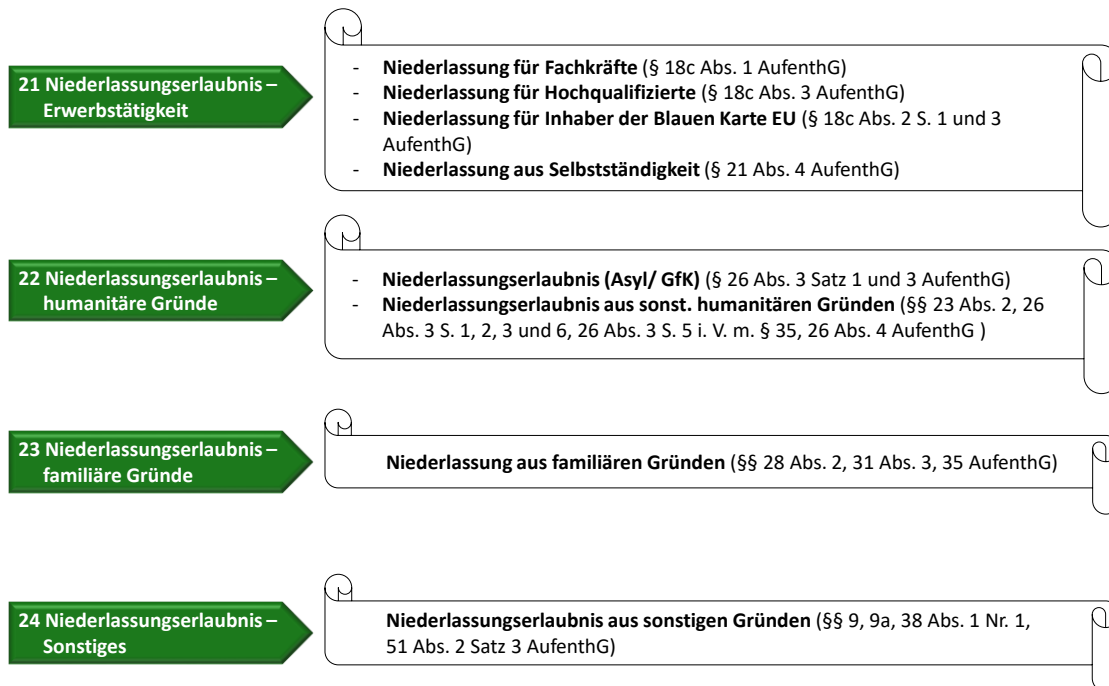 21 Niederlassungserlaubnis –
Erwerbstätigkeit
- Niederlassung für Fachkräfte (§ 18c Abs. 1 AufenthG)
- Niederlassung für Hochqualifizierte (§ 18c Abs. 3 AufenthG)
- Niederlassung für Inhaber der Blauen Karte EU (§ 18c Abs. 2 S. 1 und 3
AufenthG)
- Niederlassung aus Selbstständigkeit (§ 21 Abs. 4 AufenthG)
22 Niederlassungserlaubnis –
humanitäre Gründe
- Niederlassungserlaubnis (Asyl/ GfK) (§ 26 Abs. 3 Satz 1 und 3 AufenthG)
- Niederlassungserlaubnis aus sonst. humanitären Gründen (§§ 23 Abs. 2, 26
Abs. 3 S. 1, 2, 3 und 6, 26 Abs. 3 S. 5 i. V. m. § 35, 26 Abs. 4 AufenthG )
23 Niederlassungserlaubnis –
familiäre Gründe
Niederlassung aus familiären Gründen (§§ 28 Abs. 2, 31 Abs. 3, 35 AufenthG)
24 Niederlassungserlaubnis –
Sonstiges
Niederlassungserlaubnis aus sonstigen Gründen (§§ 9, 9a, 38 Abs. 1 Nr. 1,
51 Abs. 2 Satz 3 AufenthG)